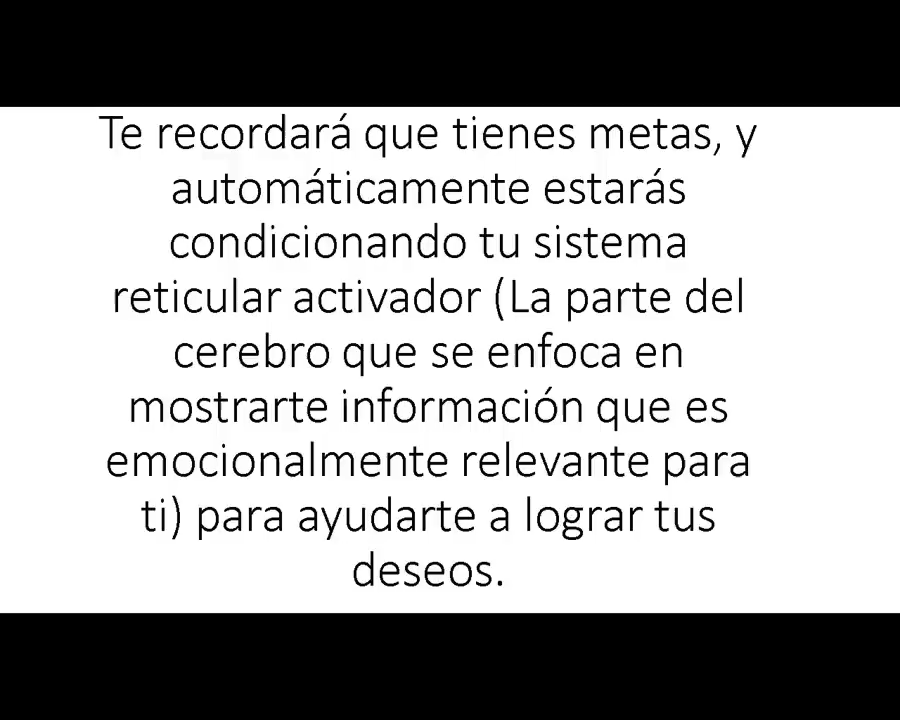 Te recordará que tienes metas, y
automáticamente estarás
condicionando tu sistema
reticular activador (La parte del
cerebro que se enfoca en
mostrarte información que es
emocionalmente relevante para
ti) para ayudarte a lograr tus
deseos.